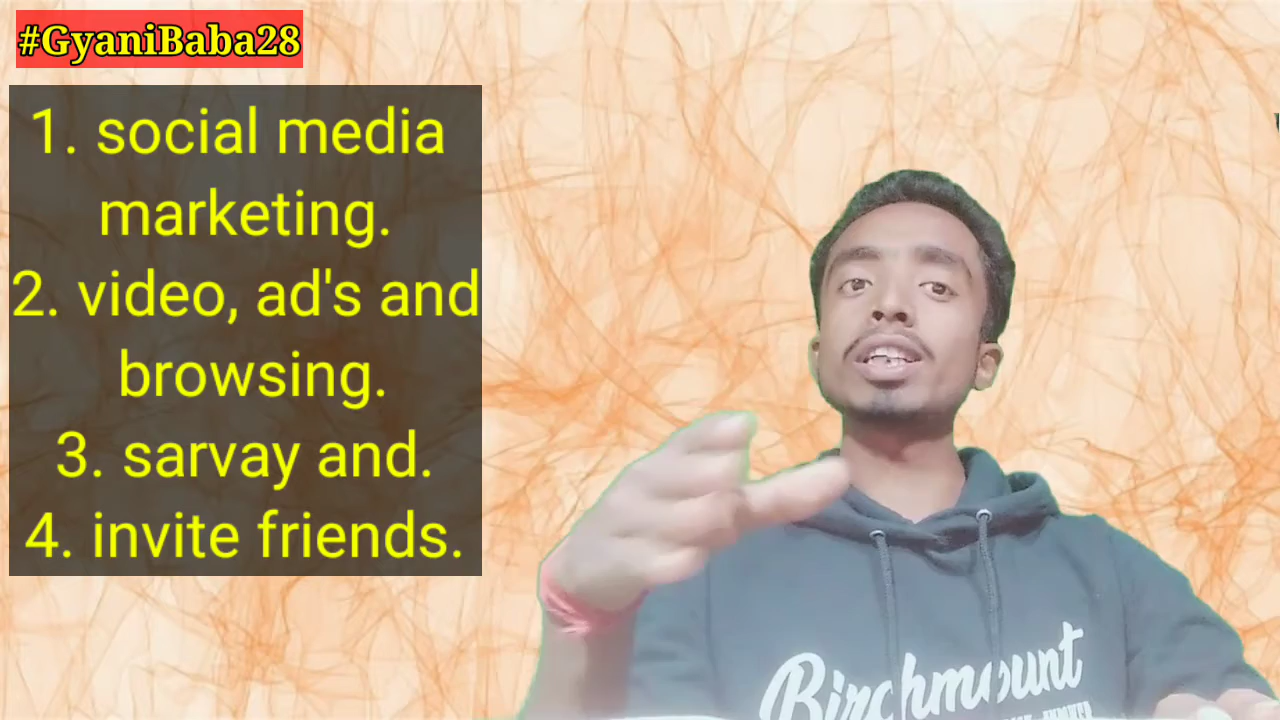 #GyaniBaba28
1. social media
marketing.
2. video, ad's and
browsing.
3. sarvay and.
4. invite friends.
Birchmount